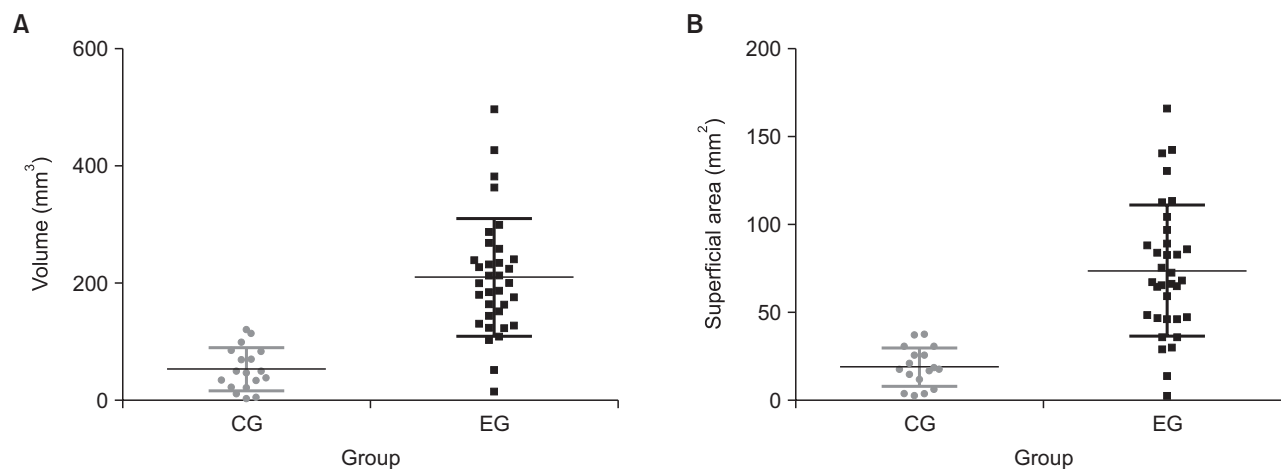 A
Volume (mm³)
600
400
200
0
CG
EG
Group
B
Superficial area (mm²)
200
150
100
50
0
CG
EG
Group